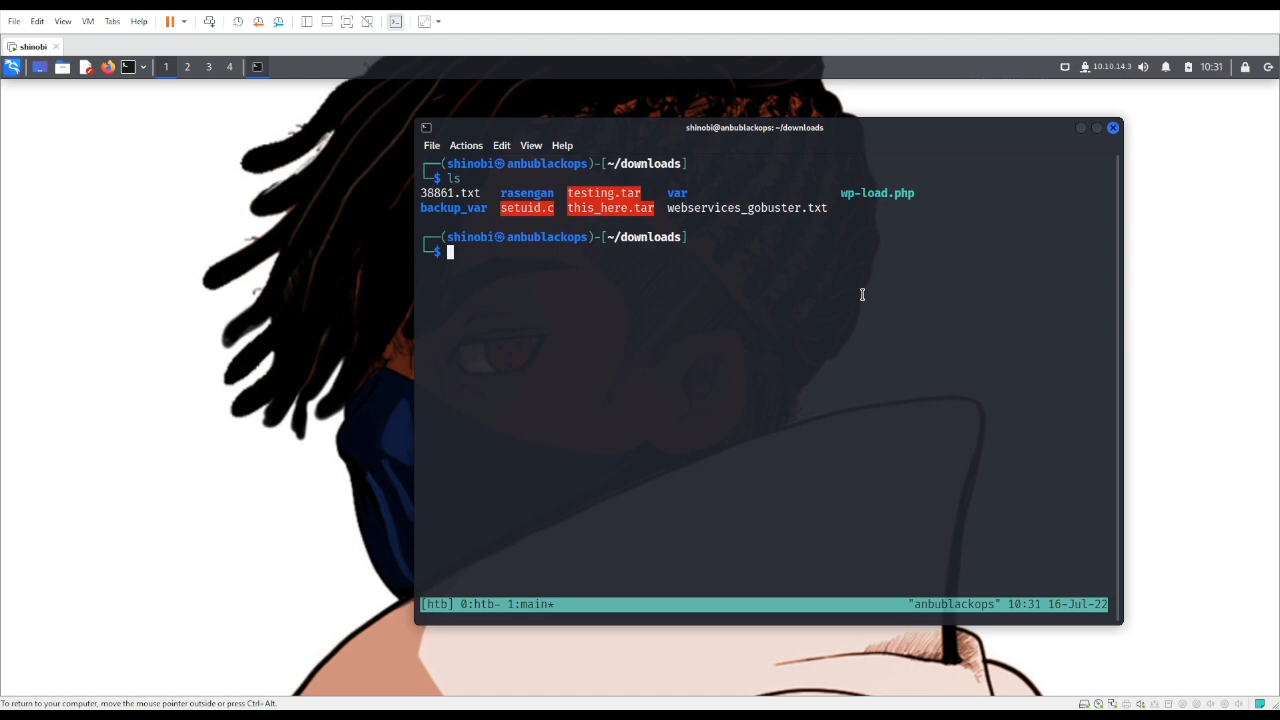 File Edit View VM Tabs Help
shinobi
1 2 3 4 10.10.14.3 10:31
shinobi@anbublackops: ~/downloads
File Actions Edit View Help
┌──(shinobi㉿anbublackops)-[~/downloads]
└─$ ls
38861.txt rasengan testing.tar var wp-load.php
backup_var setuid.c this_here.tar webservices_gobuster.txt
┌──(shinobi㉿anbublackops)-[~/downloads]
└─$
[htb] 0:htb- 1:main* "anbublackops" 10:31 16-Jul-22
To return to your computer, move the mouse pointer outside or press Ctrl+Alt.